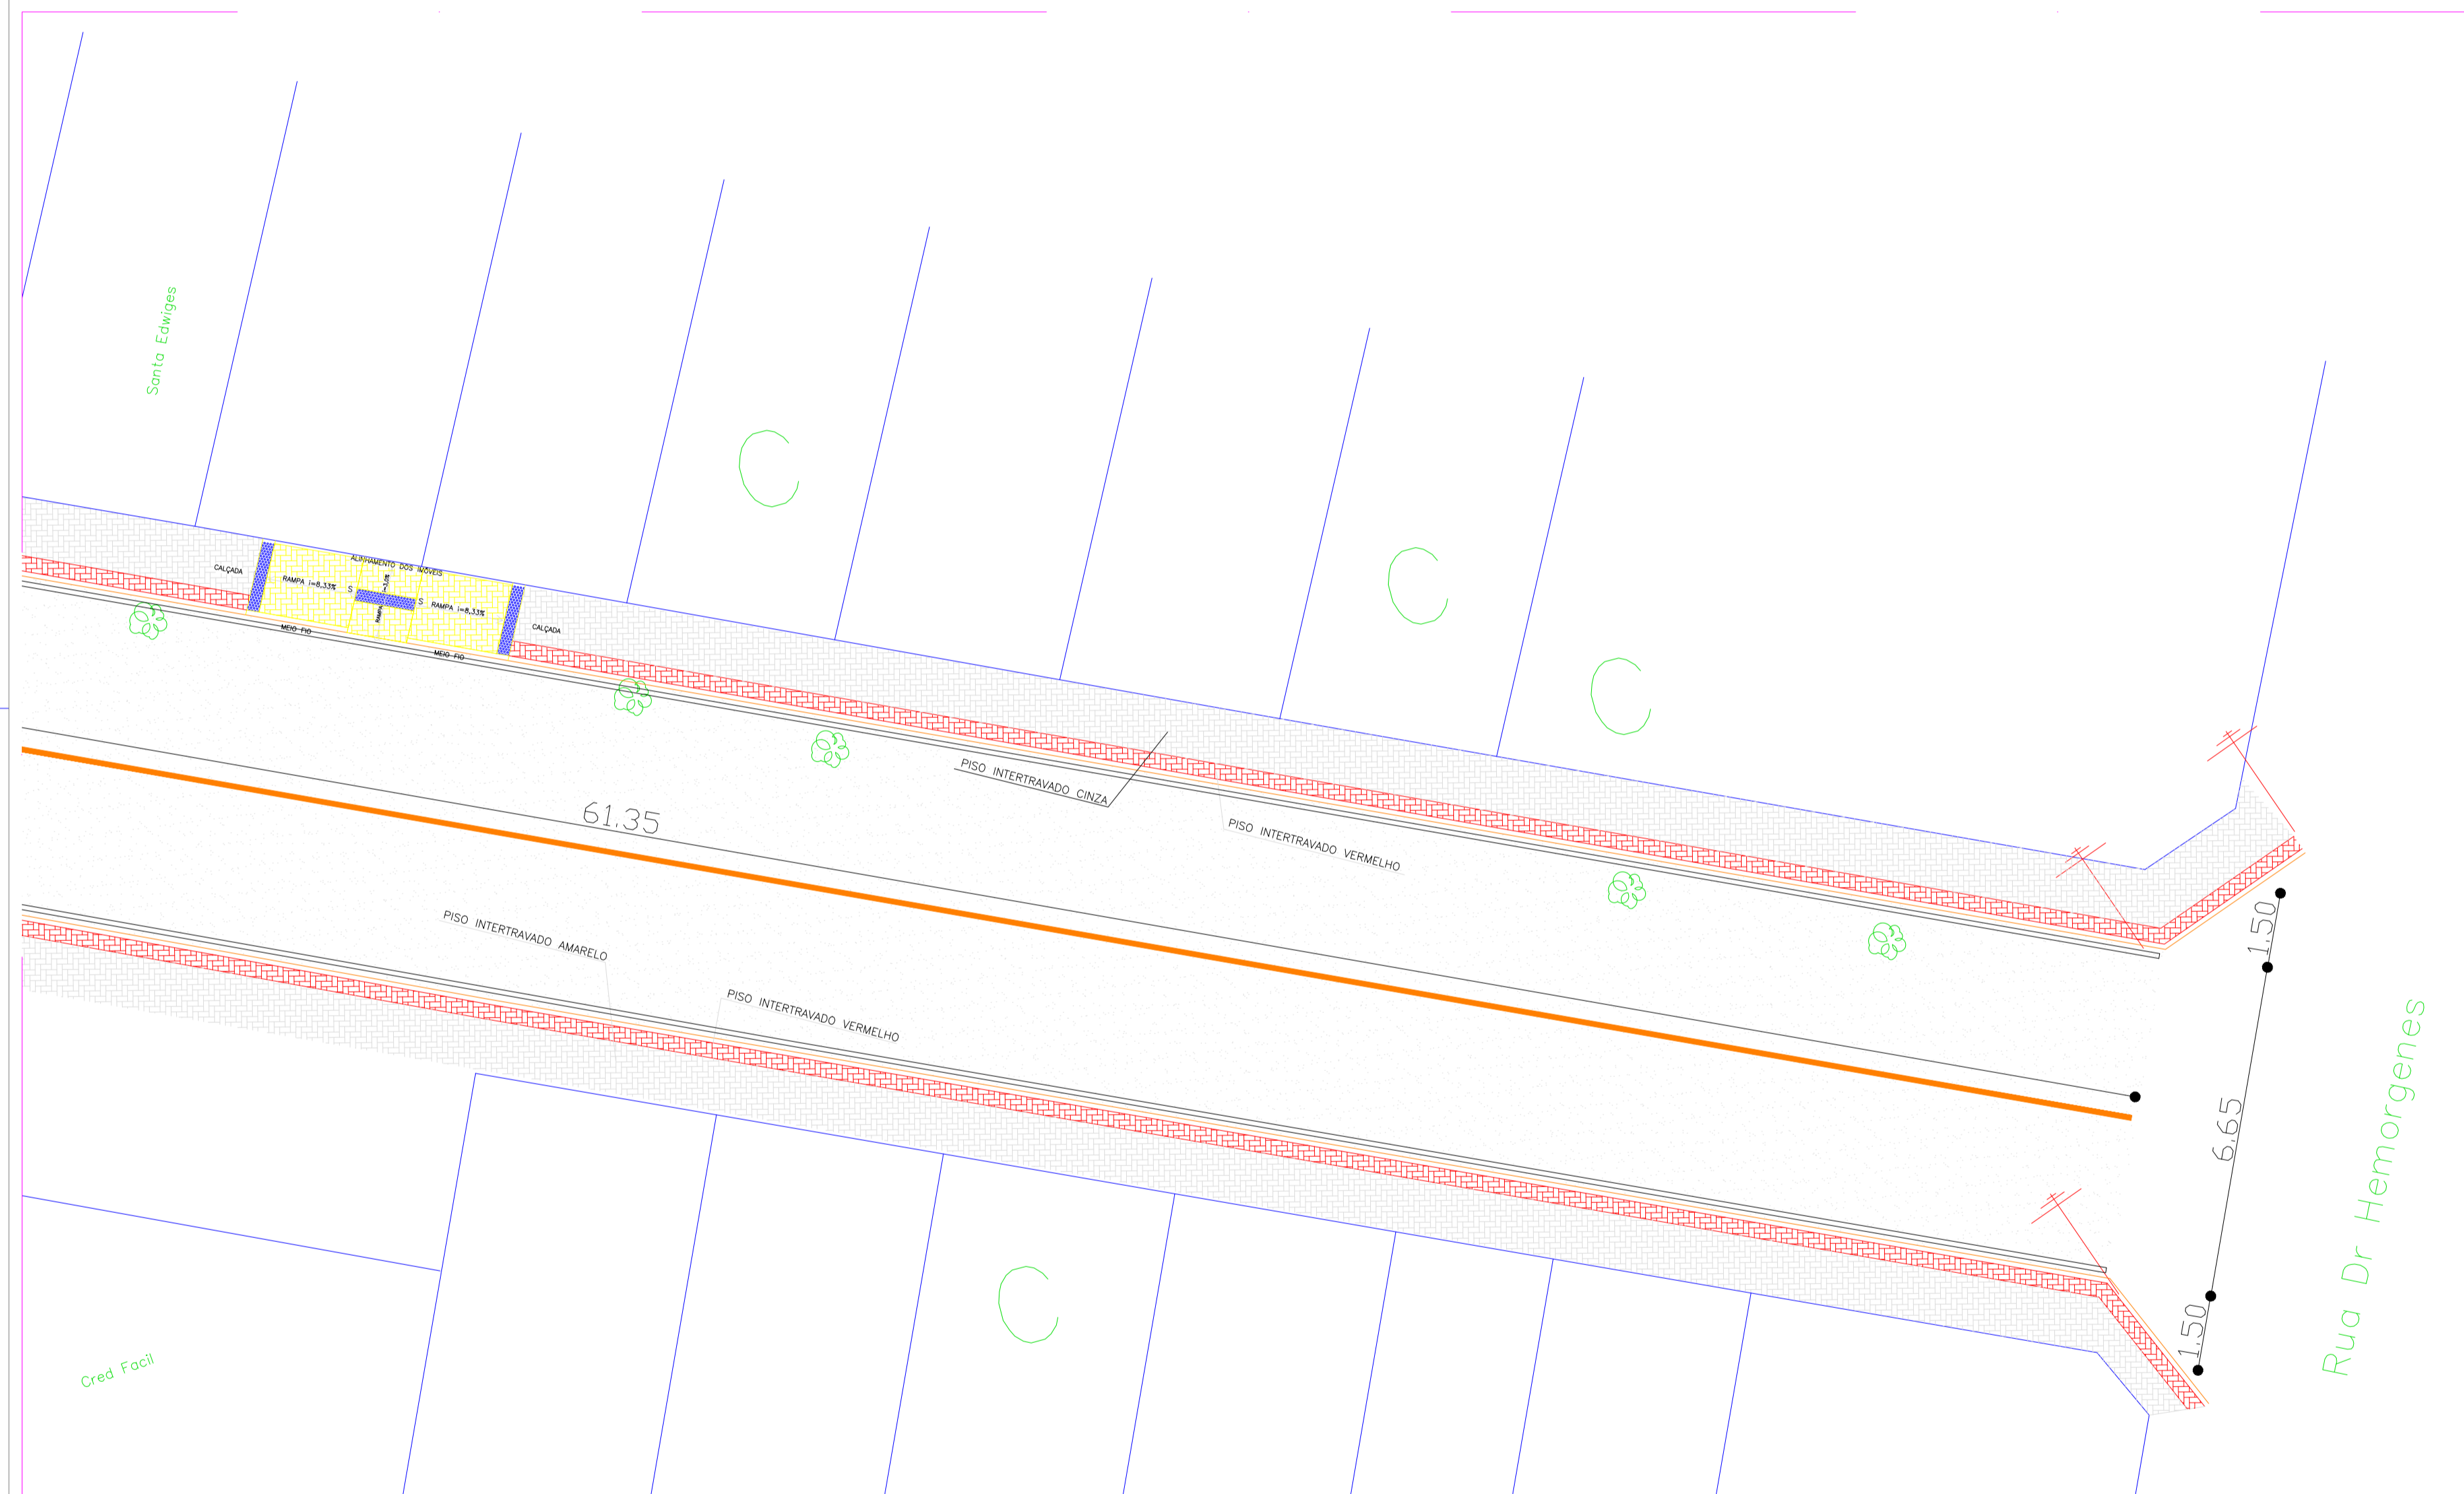 Santa Edwiges
C
C
C
CALÇADA
ALINHAMENTO DOS IMÓVEIS
RAMPA i=8,33%
S
S
RAMPA i=8,33%
RAMPA
CALÇADA
MEIO FIO
MEIO FIO
PISO INTERTRAVADO CINZA
61.35
PISO INTERTRAVADO VERMELHO
PISO INTERTRAVADO AMARELO
PISO INTERTRAVADO VERMELHO
1.50
6.65
1.50
Rua Dr Hemorgenes
C
Cred Facil